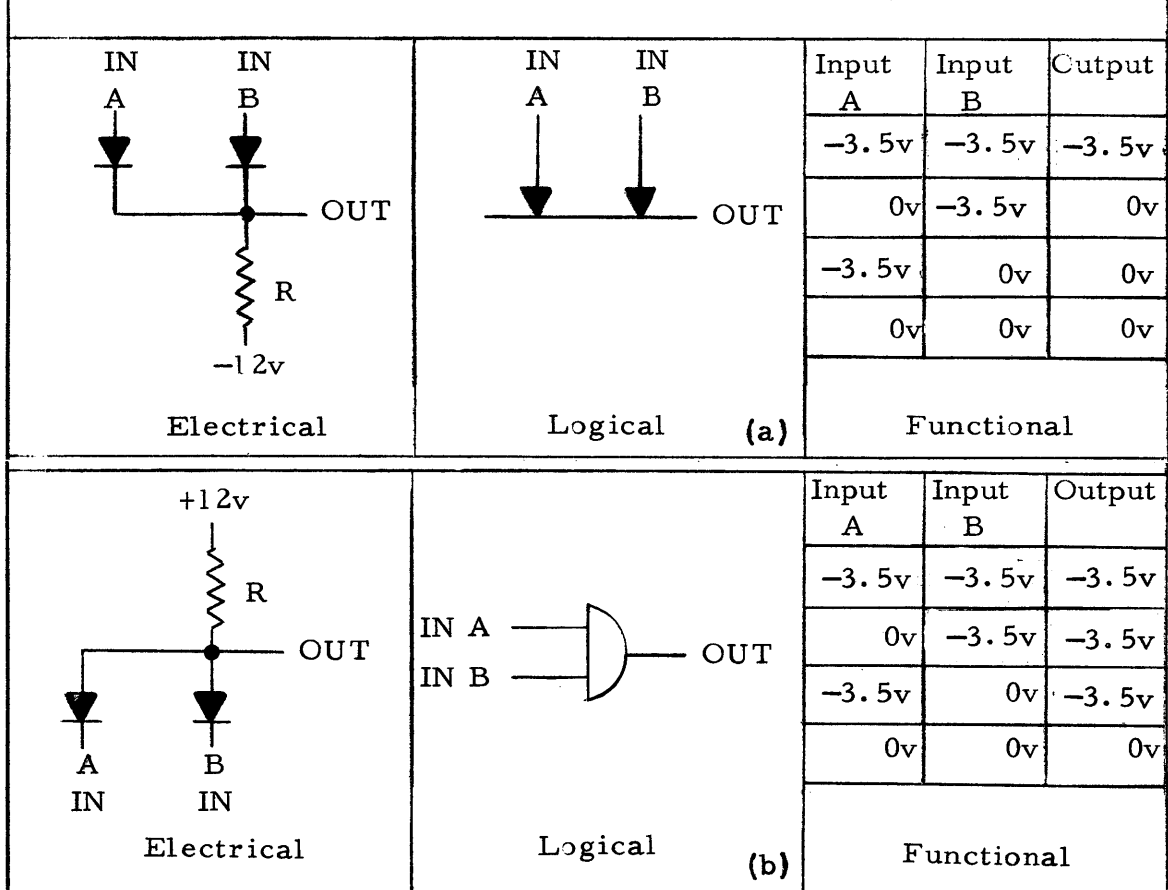 IN IN
A B
OUT
R
−12v
Electrical
IN IN
A B
OUT
Logical
(a)
Input A Input B Output
−3.5v −3.5v −3.5v
0v −3.5v 0v
−3.5v 0v 0v
0v 0v 0v
Functional
+12v
R
OUT
A B
IN IN
Electrical
IN A
IN B
OUT
Logical
(b)
Input A Input B Output
−3.5v −3.5v −3.5v
0v −3.5v −3.5v
−3.5v 0v −3.5v
0v 0v 0v
Functional